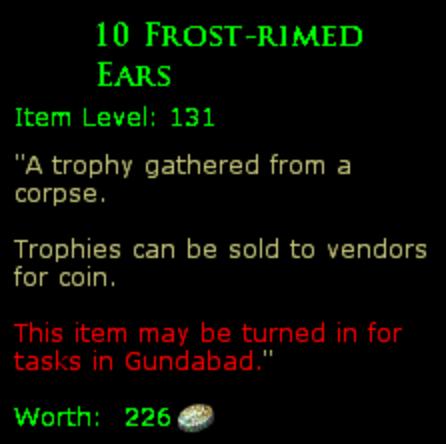 10 Frost-rimed
Ears
Item Level: 131
"A trophy gathered from a
corpse.
Trophies can be sold to vendors
for coin.
This item may be turned in for
tasks in Gundabad."
Worth: 226